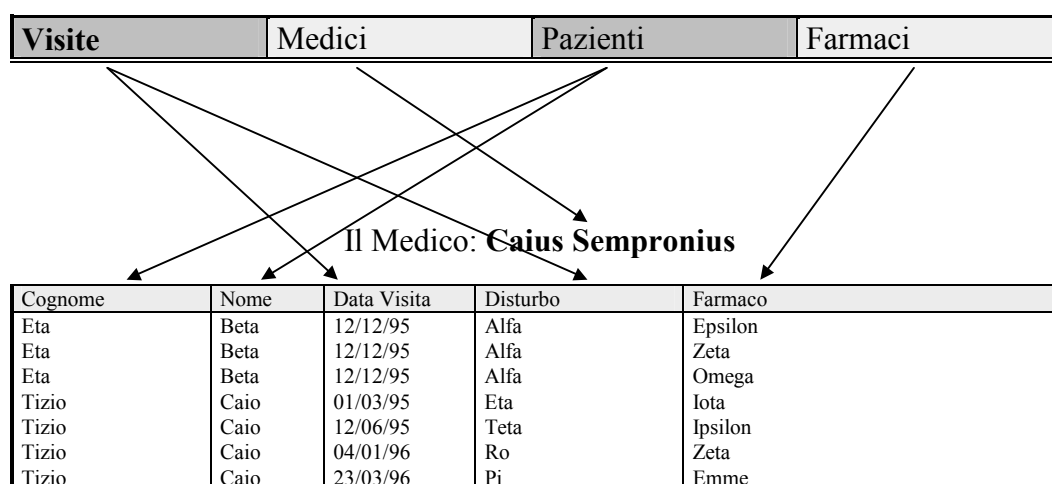 Visite Medici Pazienti Farmaci
Il Medico: Caius Sempronius
Cognome Nome Data Visita Disturbo Farmaco
Eta Beta 12/12/95 Alfa Epsilon
Eta Beta 12/12/95 Alfa Zeta
Eta Beta 12/12/95 Alfa Omega
Tizio Caio 01/03/95 Eta Iota
Tizio Caio 12/06/95 Teta Ipsilon
Tizio Caio 04/01/96 Ro Zeta
Tizio Caio 23/03/96 Pi Emme